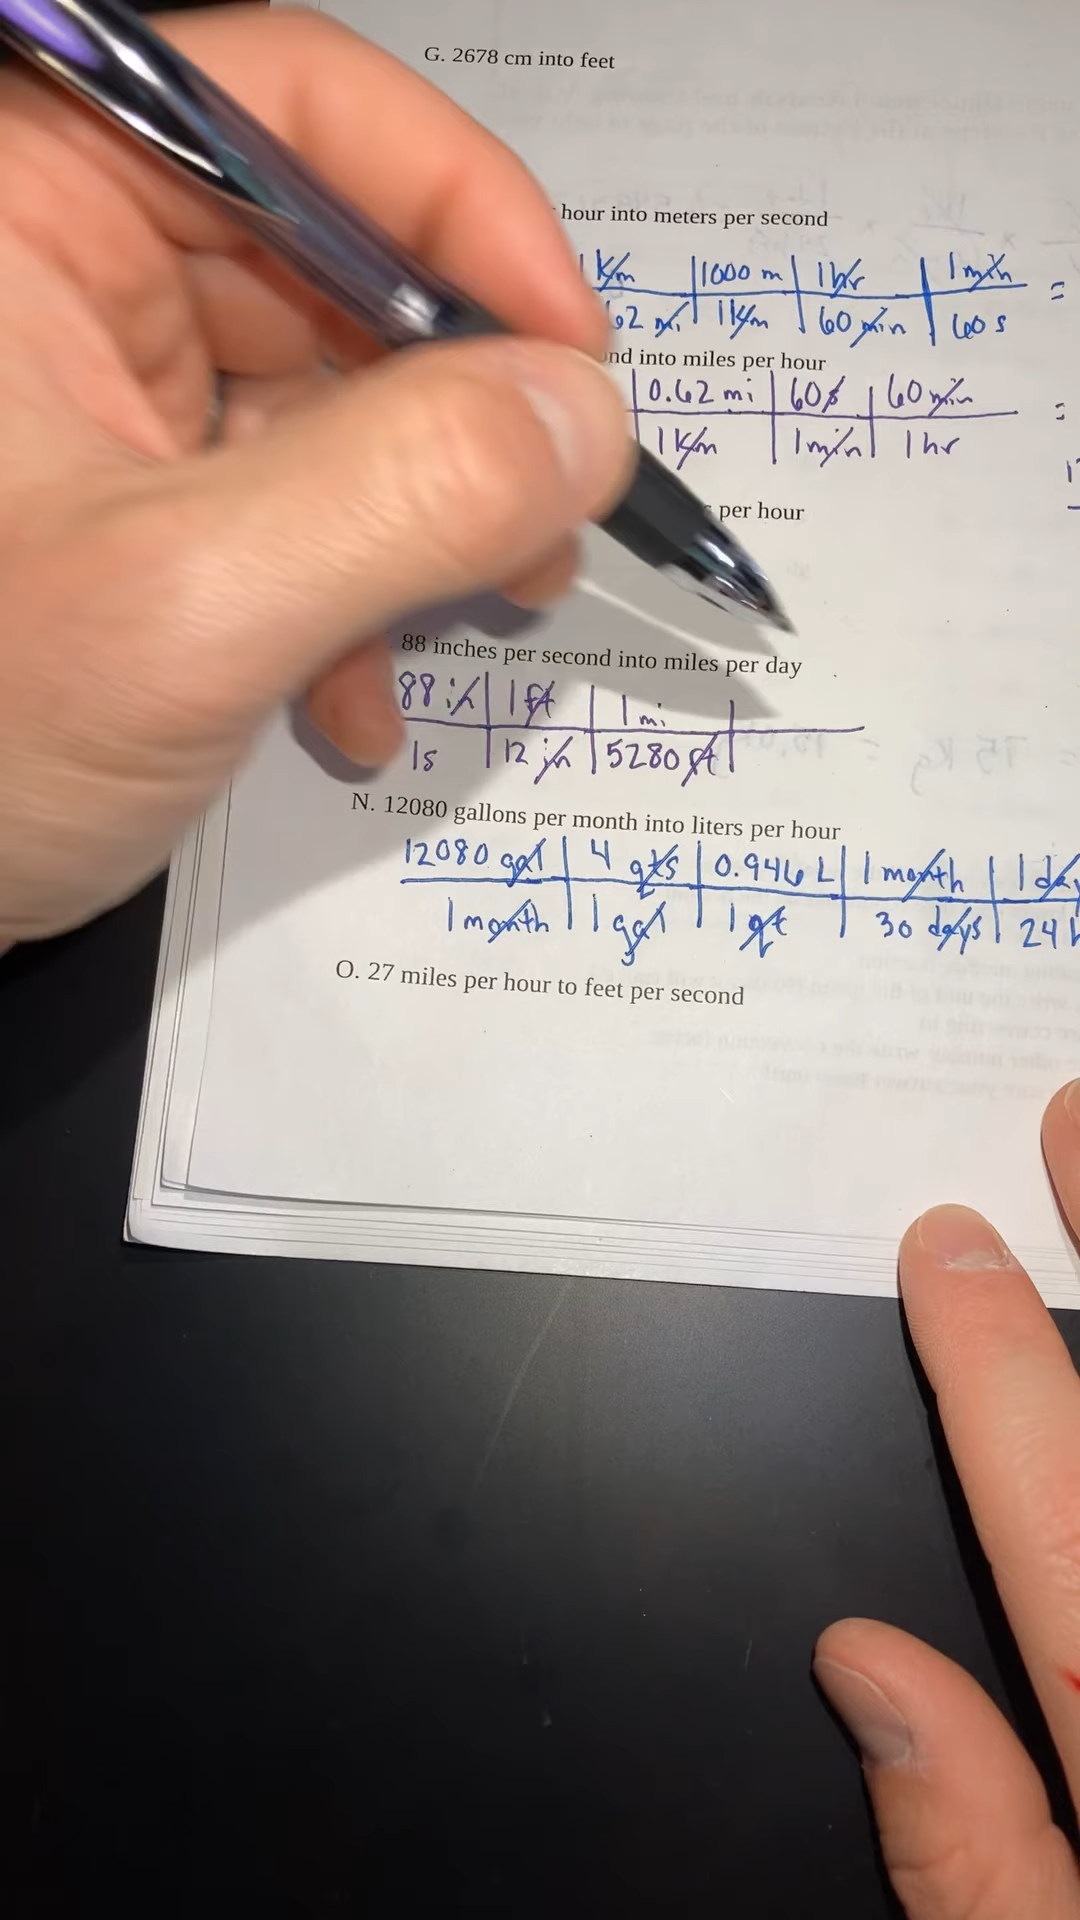 G. 2678 cm into feet
hour into meters per second
1 km | 1000 m | 1 hr | 1 min =
62 mi | 1 km | 60 min | 60 s
into miles per hour
0.62 mi | 60 s | 60 min =
1 km | 1 min | 1 hr
per hour
88 inches per second into miles per day
88 in | 1 ft | 1 mi |
1s | 12 in | 5280 ft |
N. 12080 gallons per month into liters per hour
12080 gal | 4 qts | 0.946 L | 1 month | 1 day
1 month | 1 gal | 1 qt | 30 days | 24 h
O. 27 miles per hour to feet per second